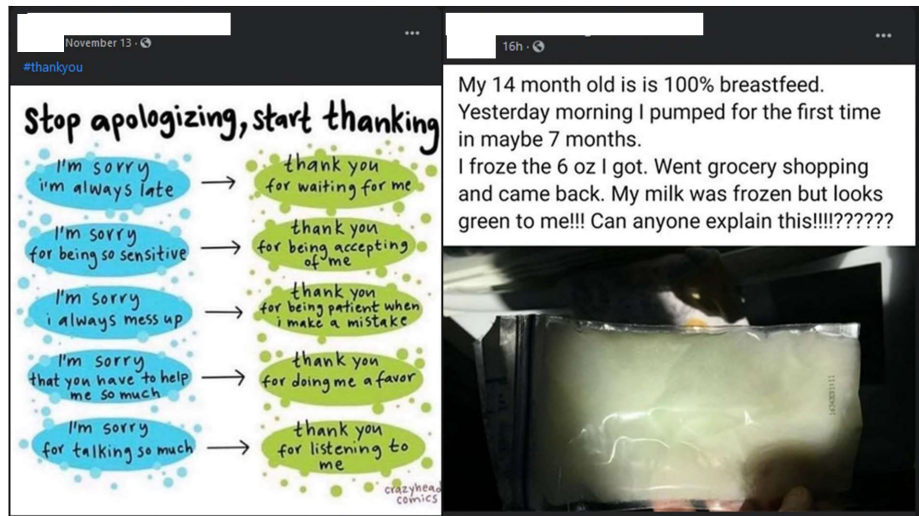 November 13 ·
#thankyou
Stop apologizing, start thanking
I'm sorry
i'm always late
thank you
for waiting for me
I'm sorry
for being so sensitive
thank you
for being accepting
of me
I'm sorry
i always mess up
thank you
for being patient when
i make a mistake
I'm sorry
that you have to help
me so much
thank you
for doing me a favor
I'm sorry
for talking so much
thank you
for listening to
me
crazyhead
comics
16h ·
My 14 month old is is 100% breastfeed.
Yesterday morning I pumped for the first time
in maybe 7 months.
I froze the 6 oz I got. Went grocery shopping
and came back. My milk was frozen but looks
green to me!!! Can anyone explain this!!!!??????